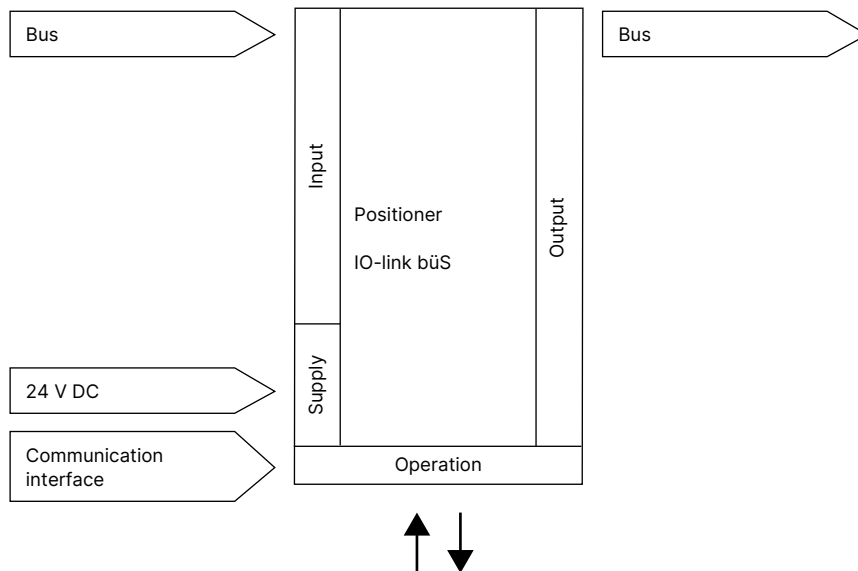 Bus
Bus
Input
Positioner
IO-link büS
Output
24 V DC
Supply
Communication
interface
Operation